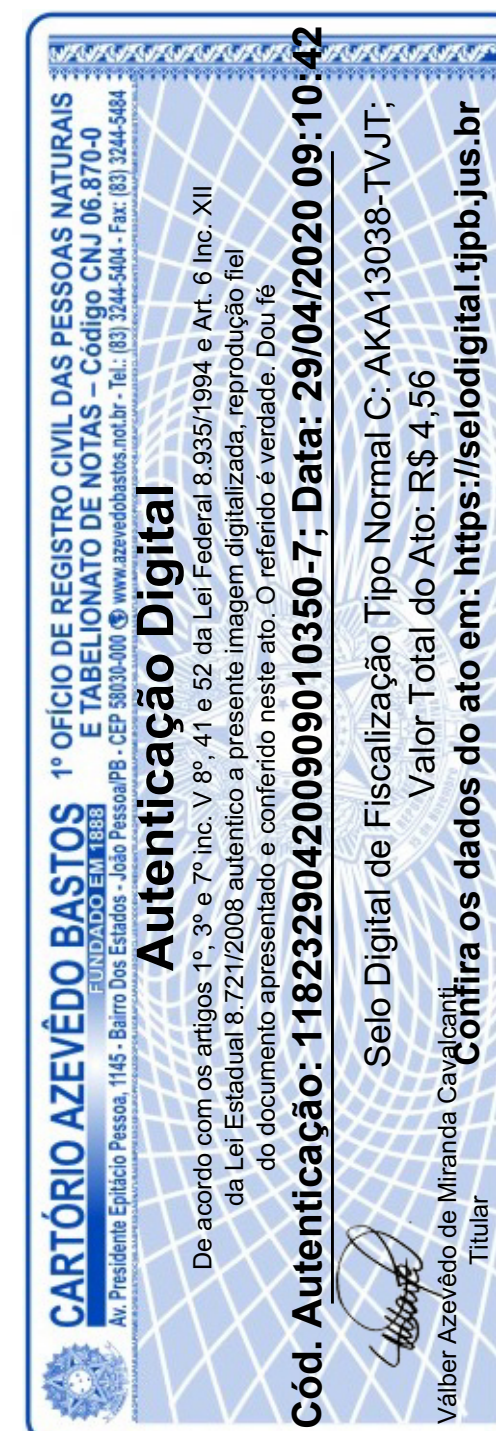 CARTÓRIO AZEVÊDO BASTOS
FUNDADO EM 1888
1º OFÍCIO DE REGISTRO CIVIL DAS PESSOAS NATURAIS
E TABELIONATO DE NOTAS – Código CNJ 06.870-0
Av. Presidente Epitácio Pessoa, 1145 - Bairro Dos Estados - João Pessoa/PB - CEP 58030-000 www.azevedobastos.not.br - Tel.: (83) 3244-5404 - Fax: (83) 3244-5484
Autenticação Digital
De acordo com os artigos 1º, 3º e 7º inc. V 8º, 41 e 52 da Lei Federal 8.935/1994 e Art. 6 Inc. XII
da Lei Estadual 8.721/2008 autentico a presente imagem digitalizada, reprodução fiel
do documento apresentado e conferido neste ato. O referido é verdade. Dou fé
Cód. Autenticação: 118232904200909010350-7; Data: 29/04/2020 09:10:42
Selo Digital de Fiscalização Tipo Normal C: AKA13038-TVJT;
Valor Total do Ato: R$ 4,56
Válber Azevêdo de Miranda Cavalcanti
Titular
Confira os dados do ato em: https://selodigital.tjpb.jus.br